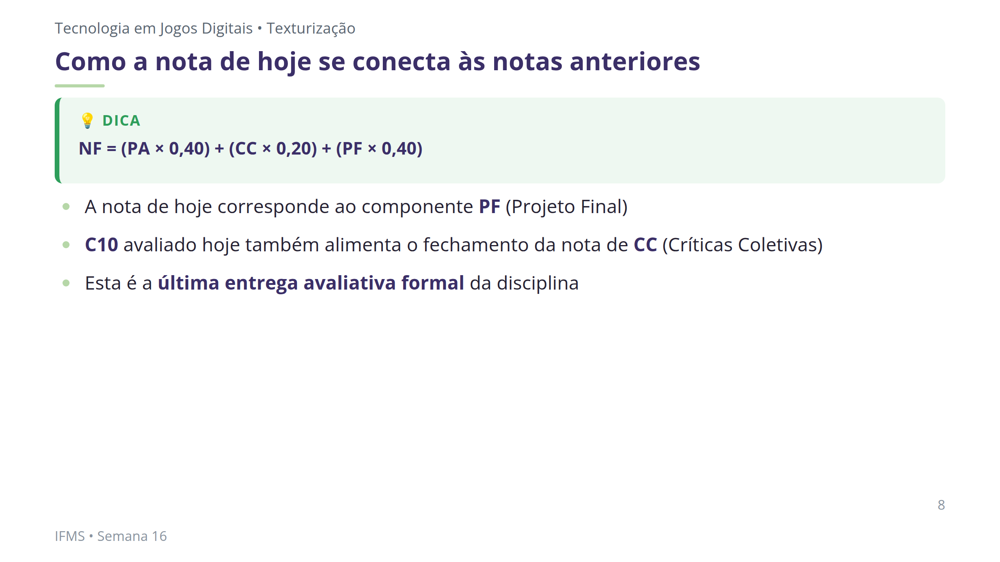 Tecnologia em Jogos Digitais • Texturização
Como a nota de hoje se conecta às notas anteriores
💡 DICA
NF = (PA × 0,40) + (CC × 0,20) + (PF × 0,40)
• A nota de hoje corresponde ao componente PF (Projeto Final)
• C10 avaliado hoje também alimenta o fechamento da nota de CC (Críticas Coletivas)
• Esta é a última entrega avaliativa formal da disciplina
8
IFMS • Semana 16